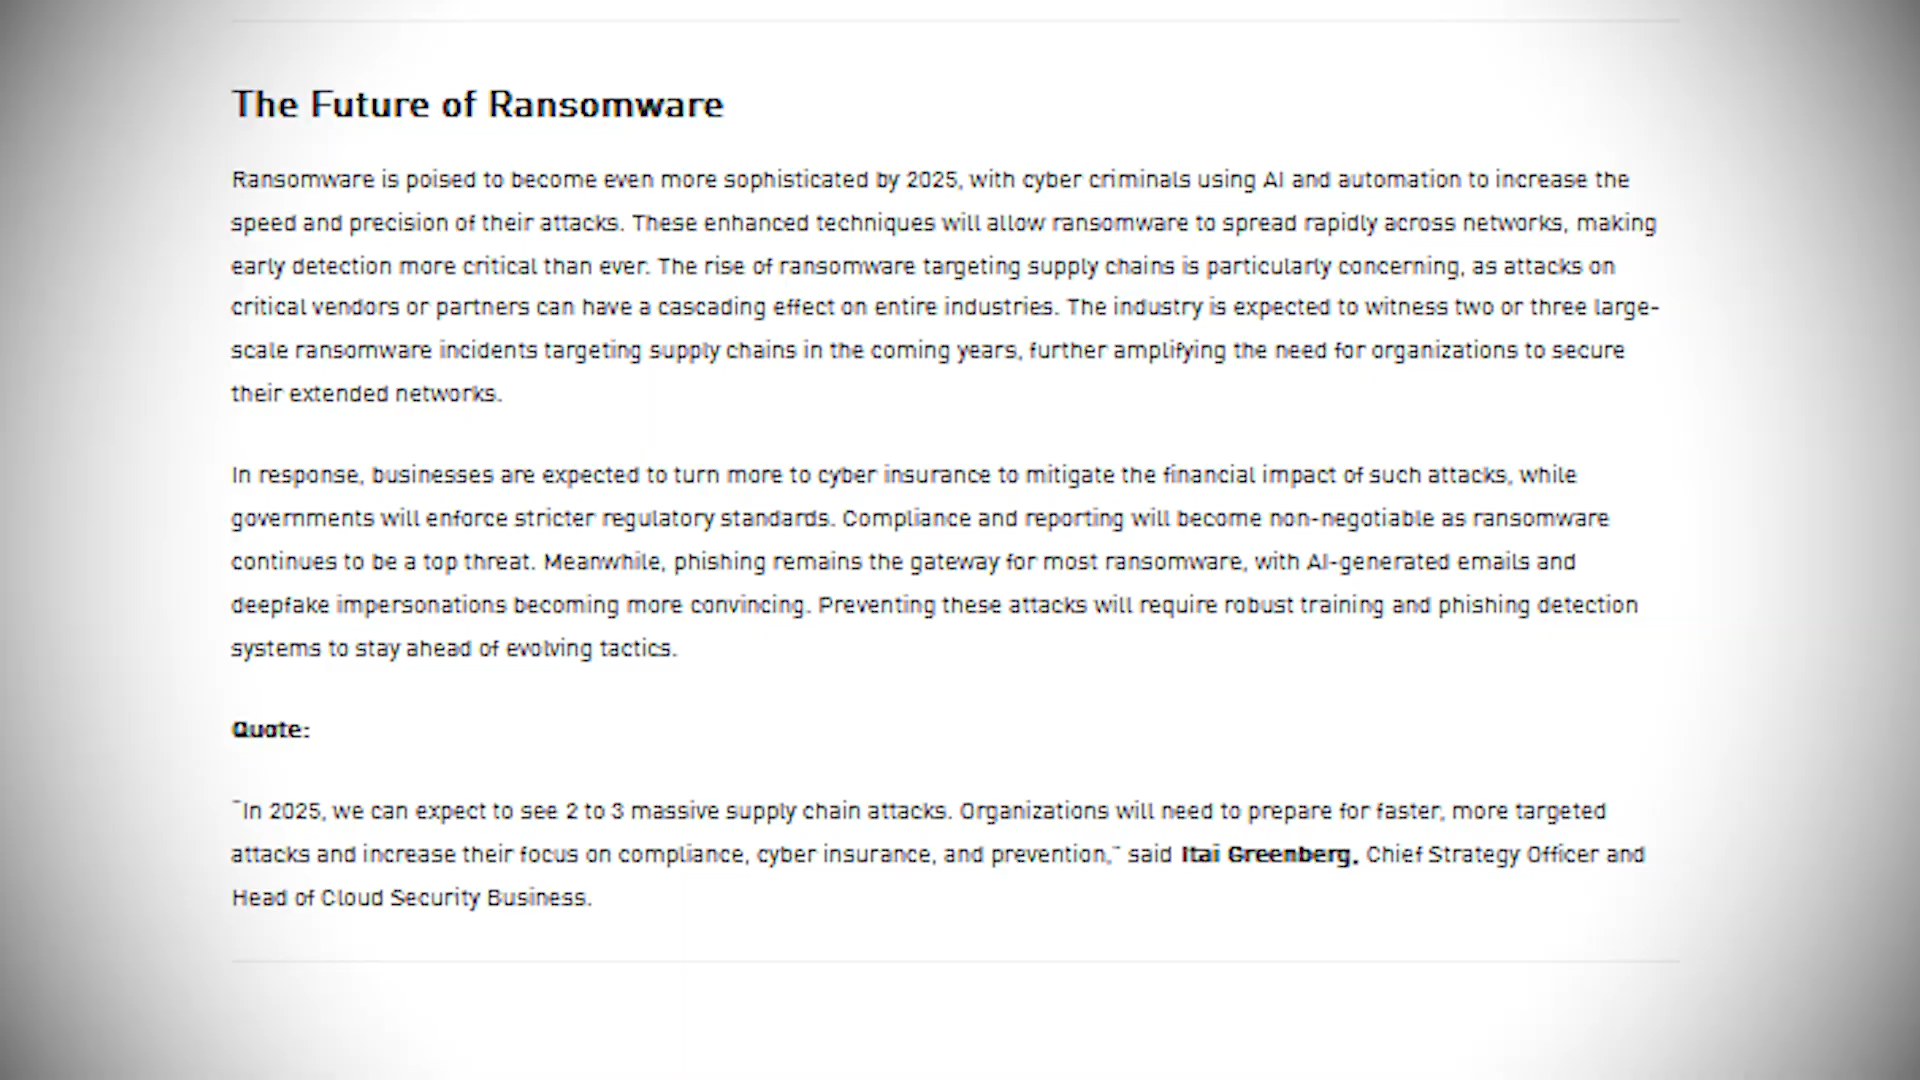 The Future of Ransomware
Ransomware is poised to become even more sophisticated by 2025, with cyber criminals using AI and automation to increase the
speed and precision of their attacks. These enhanced techniques will allow ransomware to spread rapidly across networks, making
early detection more critical than ever. The rise of ransomware targeting supply chains is particularly concerning, as attacks on
critical vendors or partners can have a cascading effect on entire industries. The industry is expected to witness two or three large-
scale ransomware incidents targeting supply chains in the coming years, further amplifying the need for organizations to secure
their extended networks.
In response, businesses are expected to turn more to cyber insurance to mitigate the financial impact of such attacks, while
governments will enforce stricter regulatory standards. Compliance and reporting will become non-negotiable as ransomware
continues to be a top threat. Meanwhile, phishing remains the gateway for most ransomware, with AI-generated emails and
deepfake impersonations becoming more convincing. Preventing these attacks will require robust training and phishing detection
systems to stay ahead of evolving tactics.
Quote:
"In 2025, we can expect to see 2 to 3 massive supply chain attacks. Organizations will need to prepare for faster, more targeted
attacks and increase their focus on compliance, cyber insurance, and prevention," said Itai Greenberg, Chief Strategy Officer and
Head of Cloud Security Business.